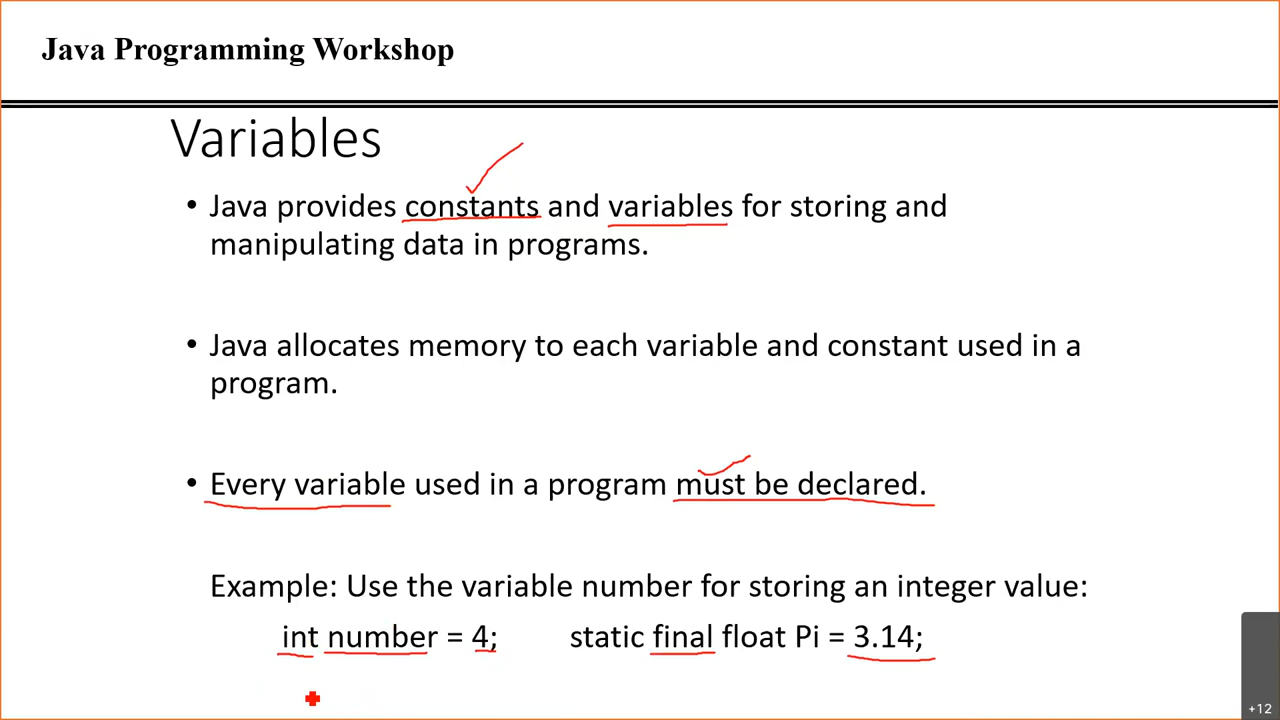 Java Programming Workshop
Variables
• Java provides constants and variables for storing and
manipulating data in programs.
• Java allocates memory to each variable and constant used in a
program.
• Every variable used in a program must be declared.
Example: Use the variable number for storing an integer value:
int number = 4; static final float Pi = 3.14;
+12